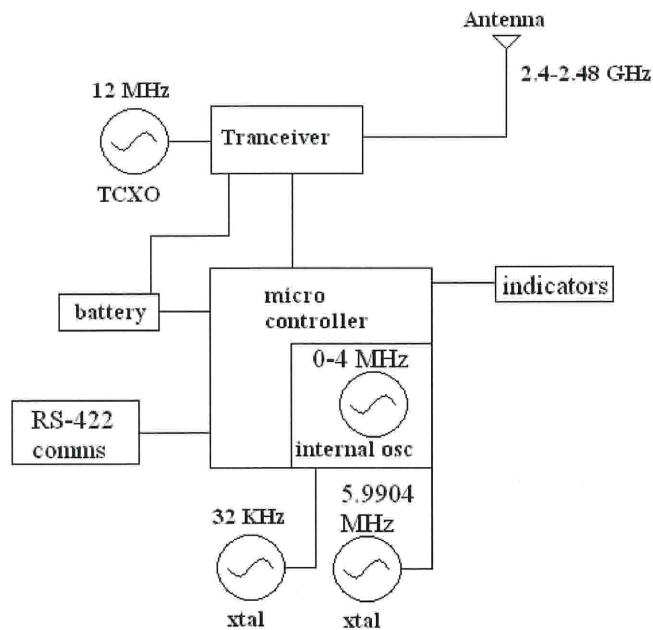 Antenna
2.4-2.48 GHz
12 MHz
Tranceiver
TCXO
micro
controller
indicators
battery
0-4 MHz
internal osc
RS-422
comms
5.9904
MHz
32 KHz
xtal
xtal